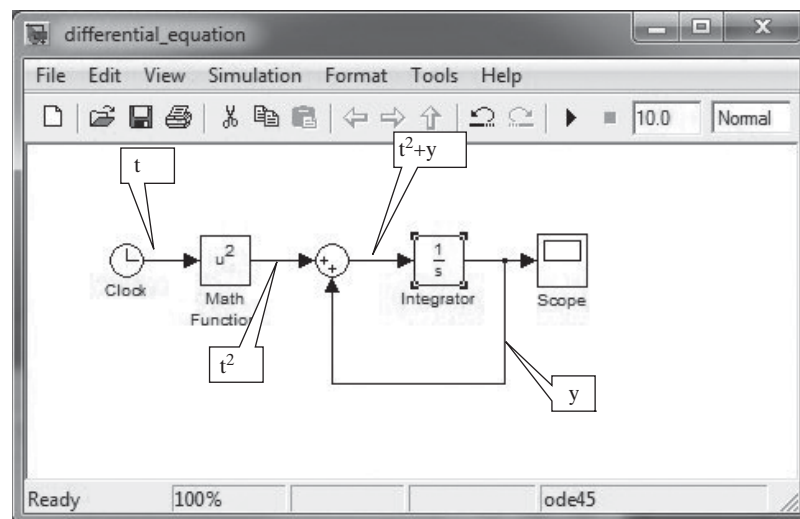 differential_equation
File Edit View Simulation Format Tools Help
10.0 Normal
t
t²+y
u²
+
+
1
s
Clock
Math
Function
Integrator
Scope
t²
y
Ready 100% ode45